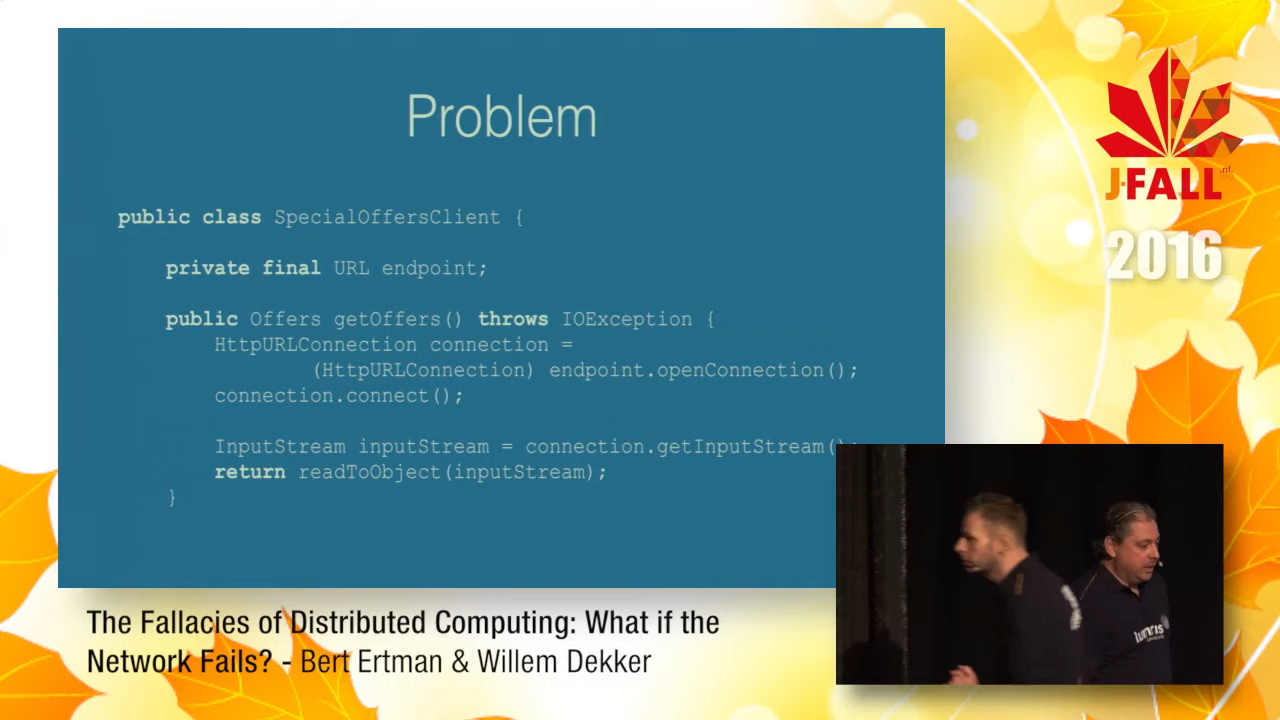 Problem
public class SpecialOffersClient {
private final URL endpoint;
public Offers getOffers() throws IOException {
HttpURLConnection connection =
(HttpURLConnection) endpoint.openConnection();
connection.connect();
InputStream inputStream = connection.getInputStream();
return readToObject(inputStream);
}
J-FALL.nl
2016
The Fallacies of Distributed Computing: What if the
Network Fails? - Bert Ertman & Willem Dekker